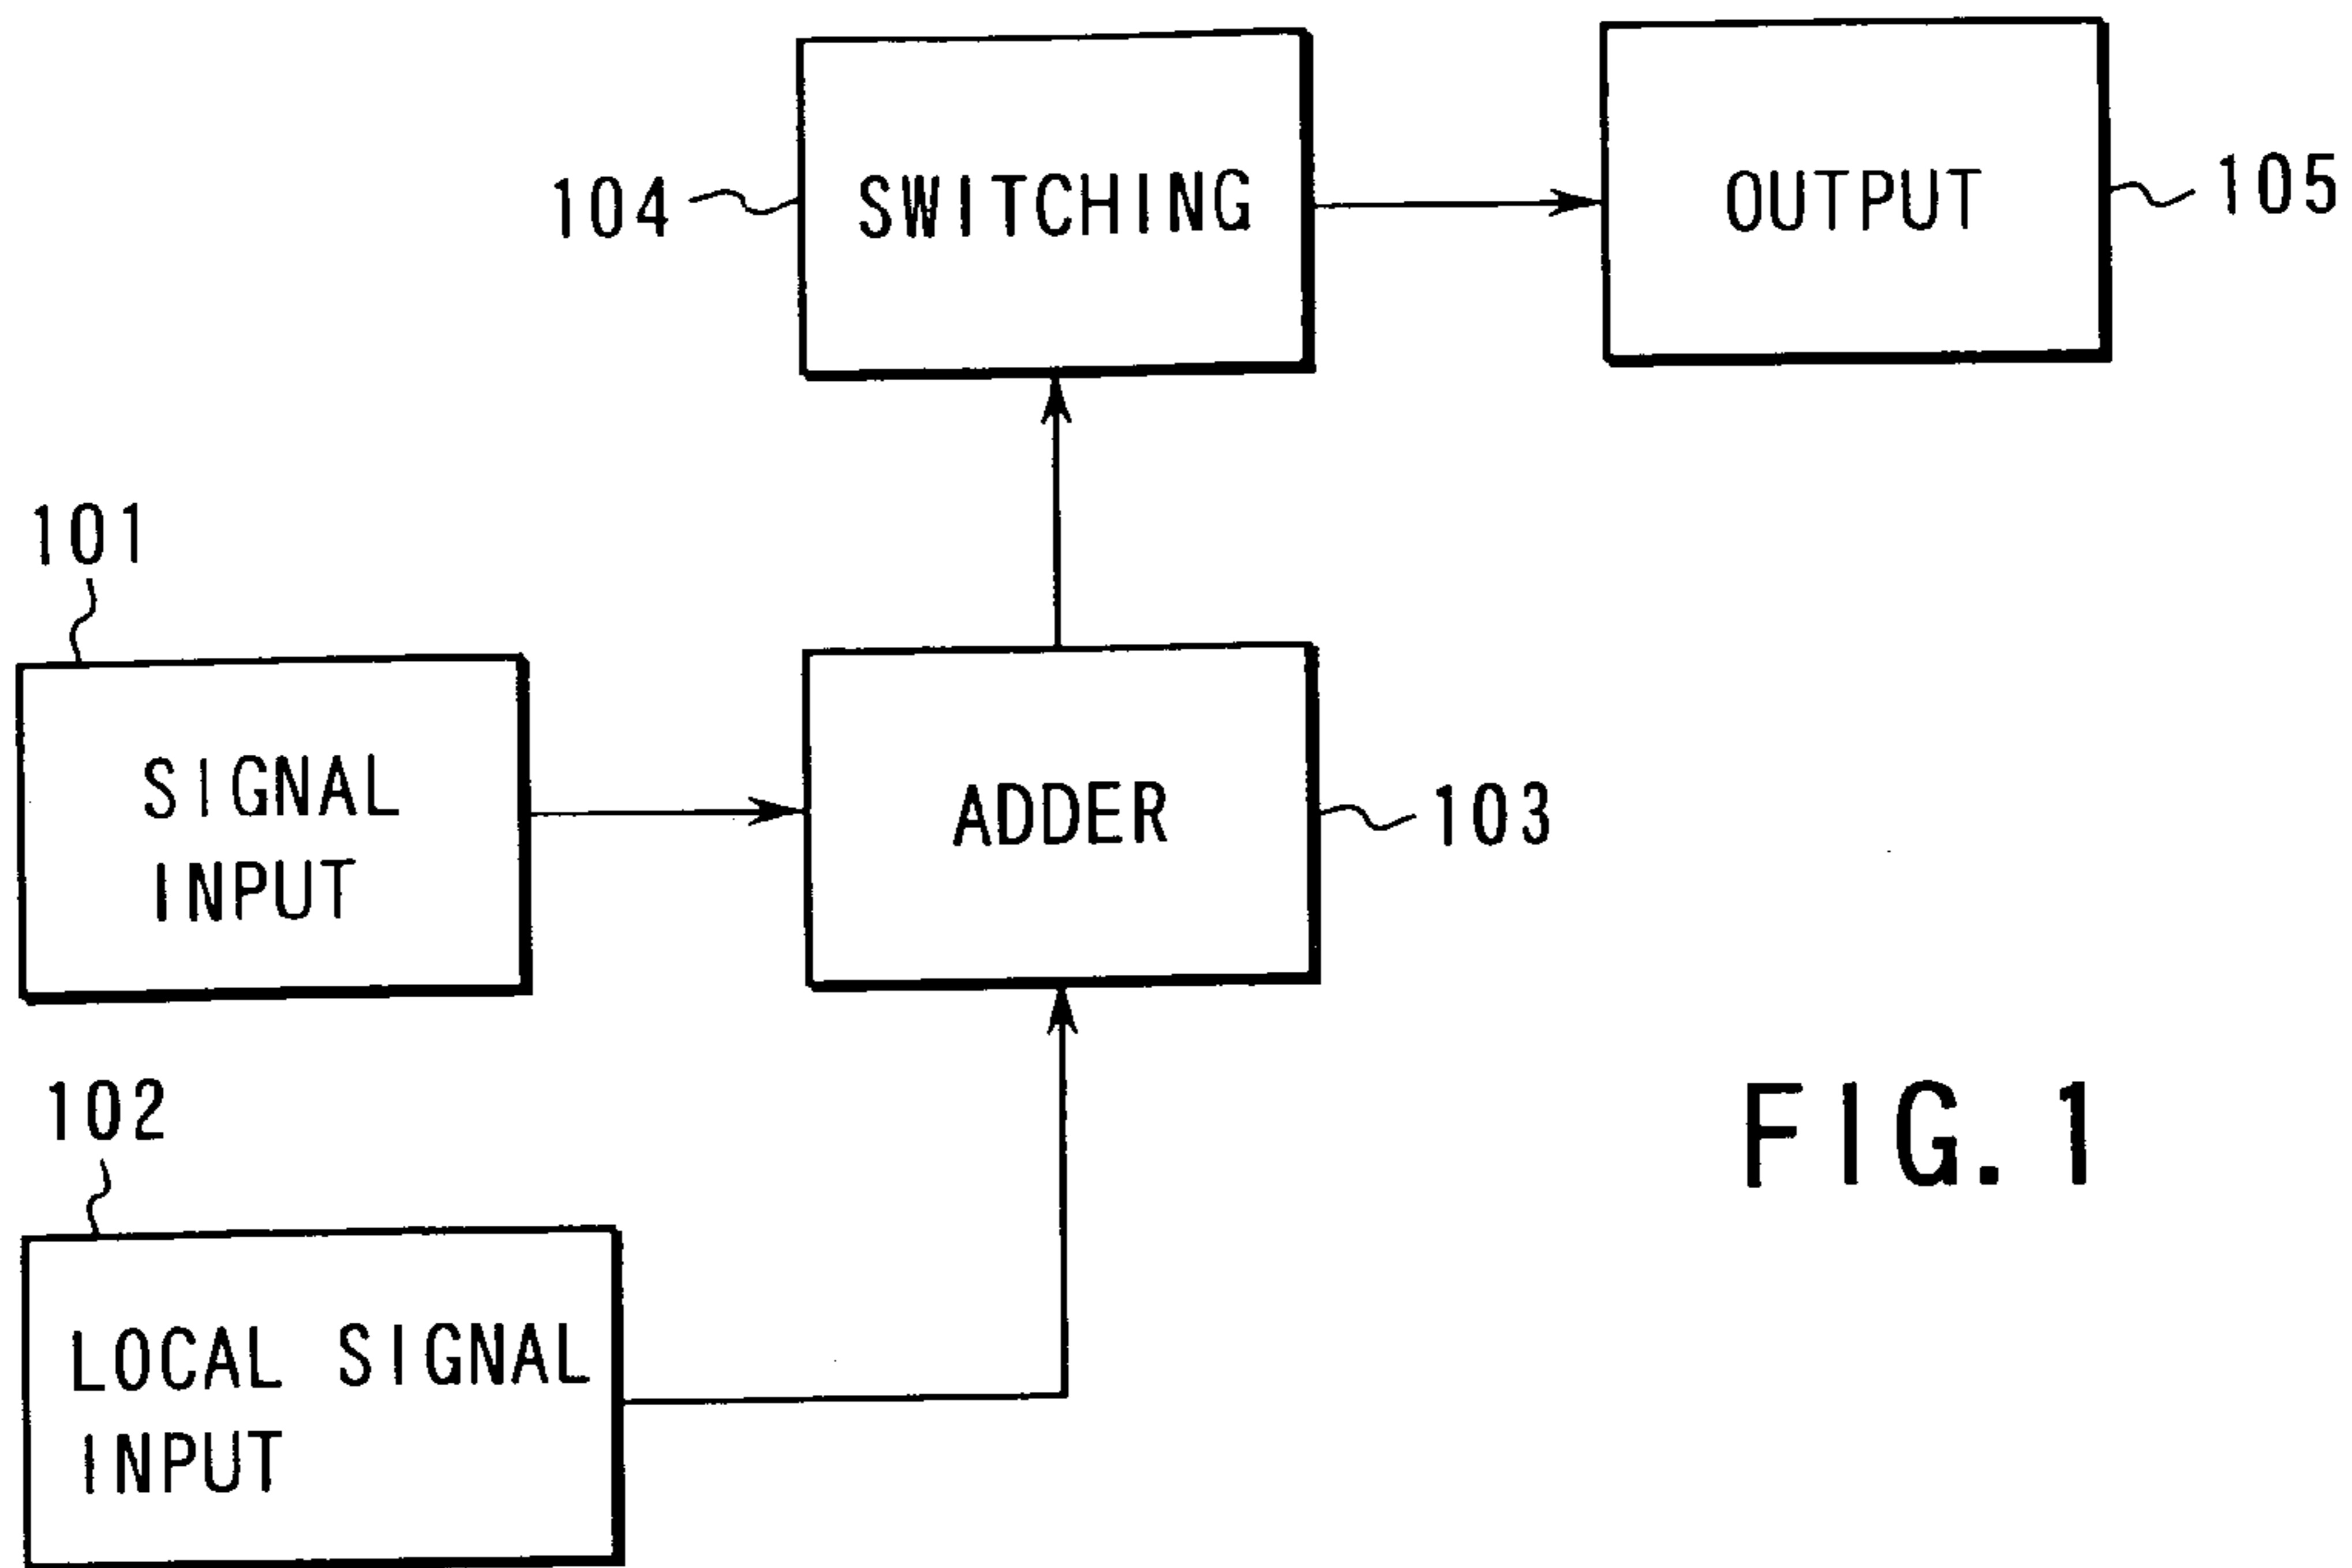 104
SWITCHING
OUTPUT
105
101
SIGNAL
INPUT
ADDER
103
102
LOCAL SIGNAL
INPUT
FIG. 1